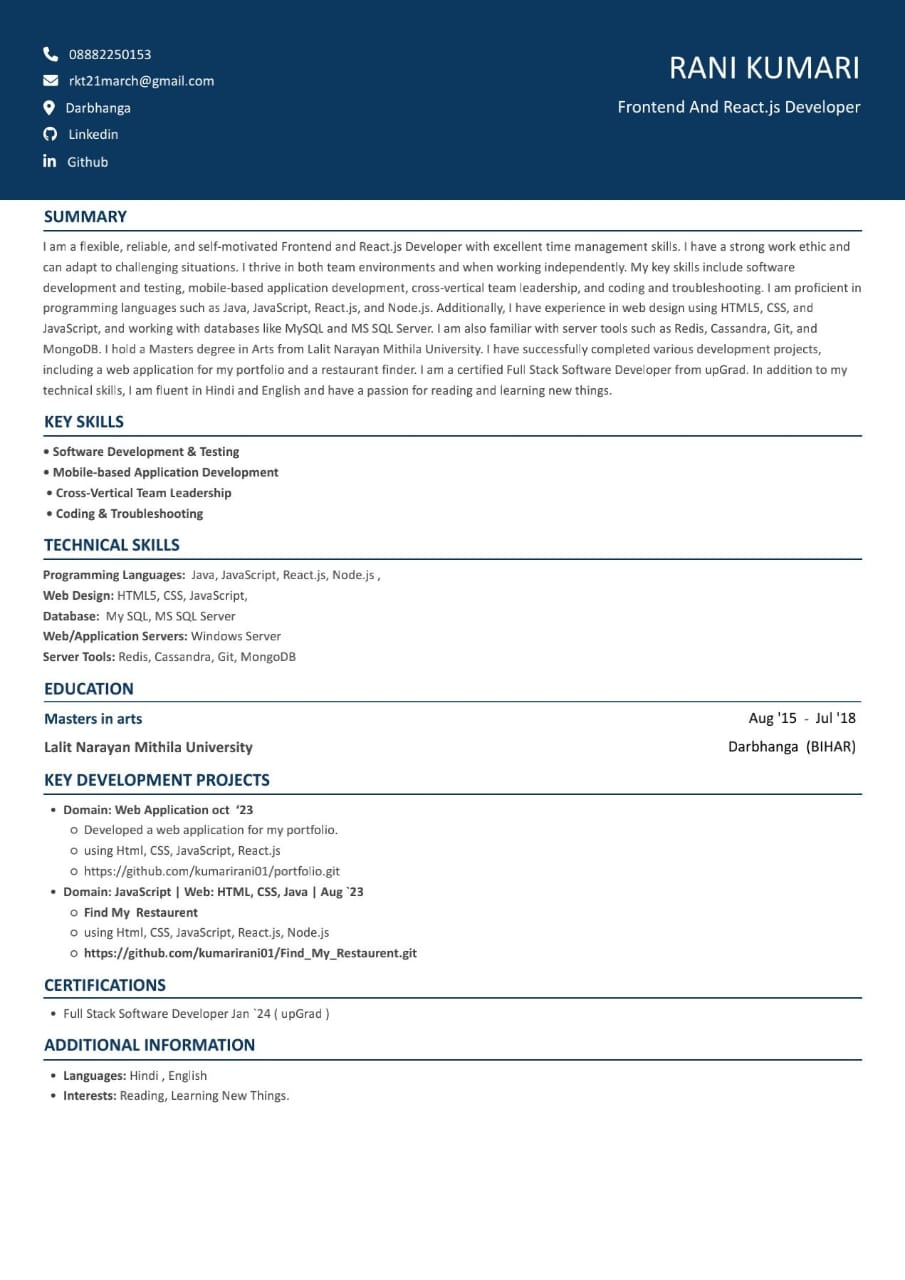 08882250153
rkt21march@gmail.com
Darbhanga
Linkedin
Github
RANI KUMARI
Frontend And React.js Developer
SUMMARY
I am a flexible, reliable, and self-motivated Frontend and React.js Developer with excellent time management skills. I have a strong work ethic and
can adapt to challenging situations. I thrive in both team environments and when working independently. My key skills include software
development and testing, mobile-based application development, cross-vertical team leadership, and coding and troubleshooting. I am proficient in
programming languages such as Java, JavaScript, React.js, and Node.js. Additionally, I have experience in web design using HTML5, CSS, and
JavaScript, and working with databases like MySQL and MS SQL Server. I am also familiar with server tools such as Redis, Cassandra, Git, and
MongoDB. I hold a Masters degree in Arts from Lalit Narayan Mithila University. I have successfully completed various development projects,
including a web application for my portfolio and a restaurant finder. I am a certified Full Stack Software Developer from upGrad. In addition to my
technical skills, I am fluent in Hindi and English and have a passion for reading and learning new things.
KEY SKILLS
• Software Development & Testing
• Mobile-based Application Development
• Cross-Vertical Team Leadership
• Coding & Troubleshooting
TECHNICAL SKILLS
Programming Languages: Java, JavaScript, React.js, Node.js ,
Web Design: HTML5, CSS, JavaScript,
Database: My SQL, MS SQL Server
Web/Application Servers: Windows Server
Server Tools: Redis, Cassandra, Git, MongoDB
EDUCATION
Masters in arts Aug '15 - Jul '18
Lalit Narayan Mithila University Darbhanga (BIHAR)
KEY DEVELOPMENT PROJECTS
• Domain: Web Application oct ‘23
o Developed a web application for my portfolio.
o using Html, CSS, JavaScript, React.js
o https://github.com/kumarirani01/portfolio.git
• Domain: JavaScript | Web: HTML, CSS, Java | Aug `23
o Find My Restaurent
o using Html, CSS, JavaScript, React.js, Node.js
o https://github.com/kumarirani01/Find_My_Restaurent.git
CERTIFICATIONS
• Full Stack Software Developer Jan `24 ( upGrad )
ADDITIONAL INFORMATION
• Languages: Hindi , English
• Interests: Reading, Learning New Things.